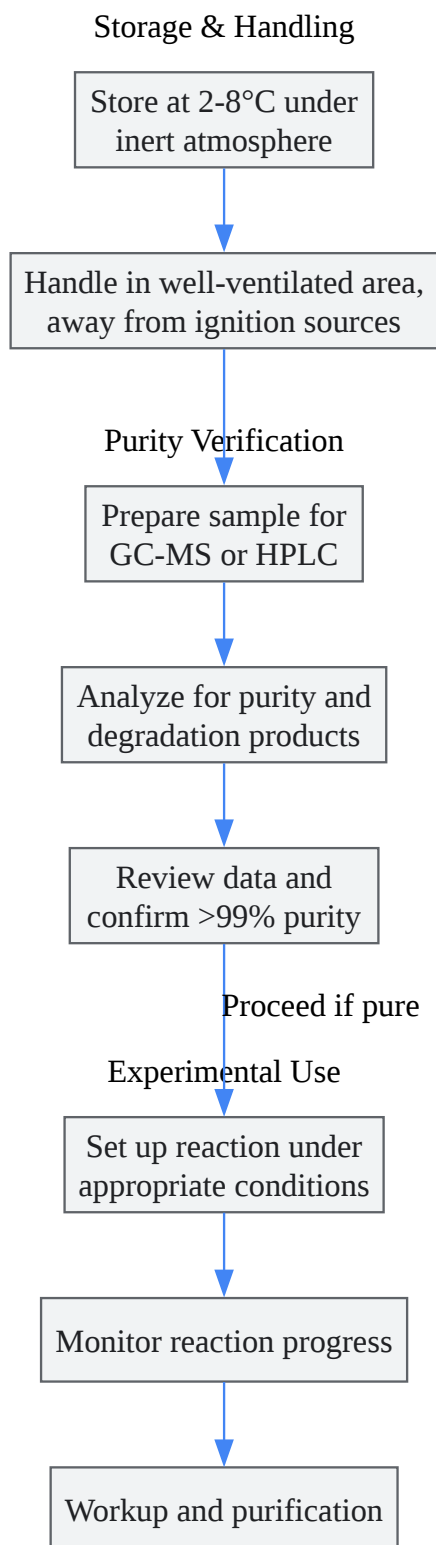 Storage & Handling
Store at 2-8°C under
inert atmosphere
Handle in well-ventilated area,
away from ignition sources
Purity Verification
Prepare sample for
GC-MS or HPLC
Analyze for purity and
degradation products
Review data and
confirm >99% purity
Proceed if pure
Experimental Use
Set up reaction under
appropriate conditions
Monitor reaction progress
Workup and purification